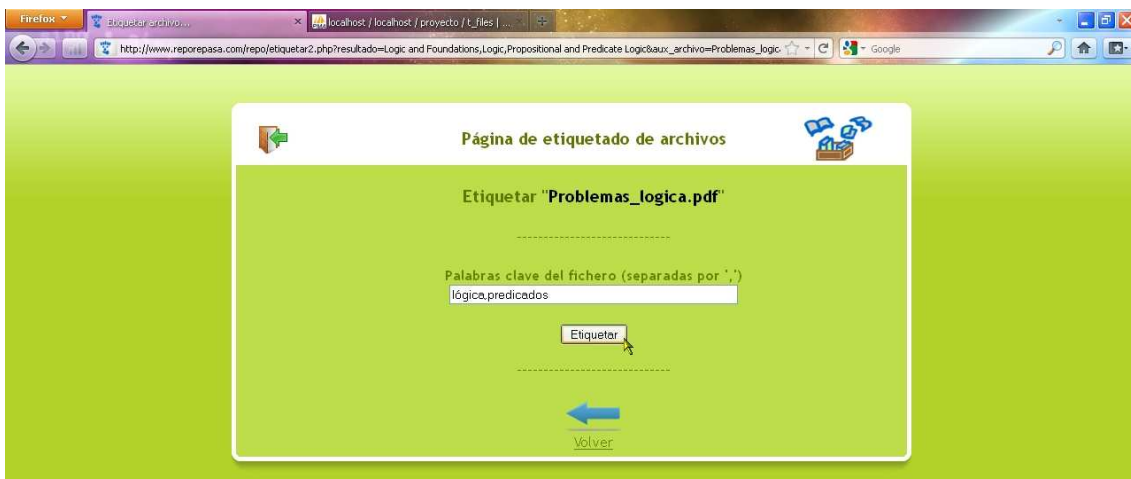 Firefox
Etiquetar archivo...
localhost / localhost / proyecto / t_files | ...
http://www.reporepasa.com/repo/etiquetar2.php?resultado=Logic and Foundations,Logic,Propositional and Predicate Logic&aux_archivo=Problemas_logic
Google
Página de etiquetado de archivos
Etiquetar "Problemas_logica.pdf"
----------------------------
Palabras clave del fichero (separadas por ',')
lógica,predicados
Etiquetar
----------------------------
Volver